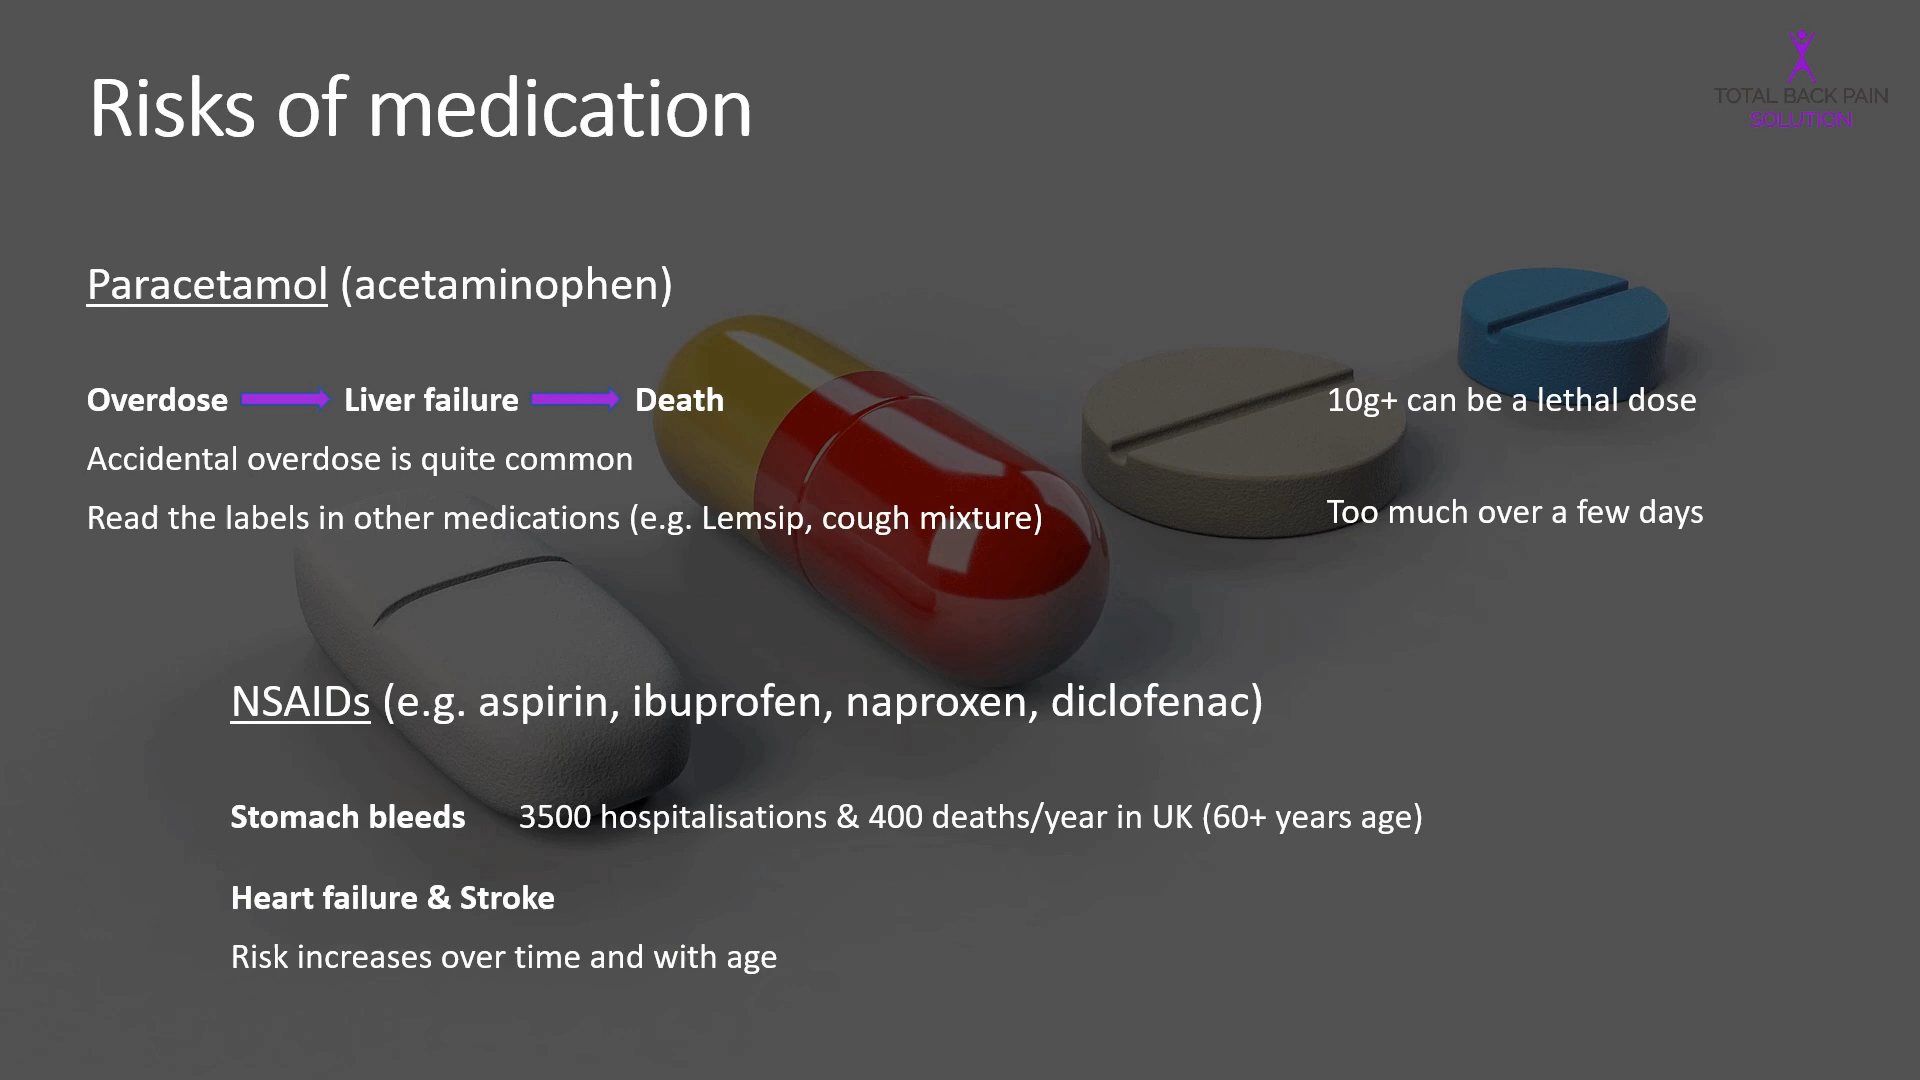 Risks of medication
TOTAL BACK PAIN
SOLUTION
Paracetamol (acetaminophen)
Overdose Liver failure Death
10g+ can be a lethal dose
Accidental overdose is quite common
Read the labels in other medications (e.g. Lemsip, cough mixture)
Too much over a few days
NSAIDs (e.g. aspirin, ibuprofen, naproxen, diclofenac)
Stomach bleeds 3500 hospitalisations & 400 deaths/year in UK (60+ years age)
Heart failure & Stroke
Risk increases over time and with age